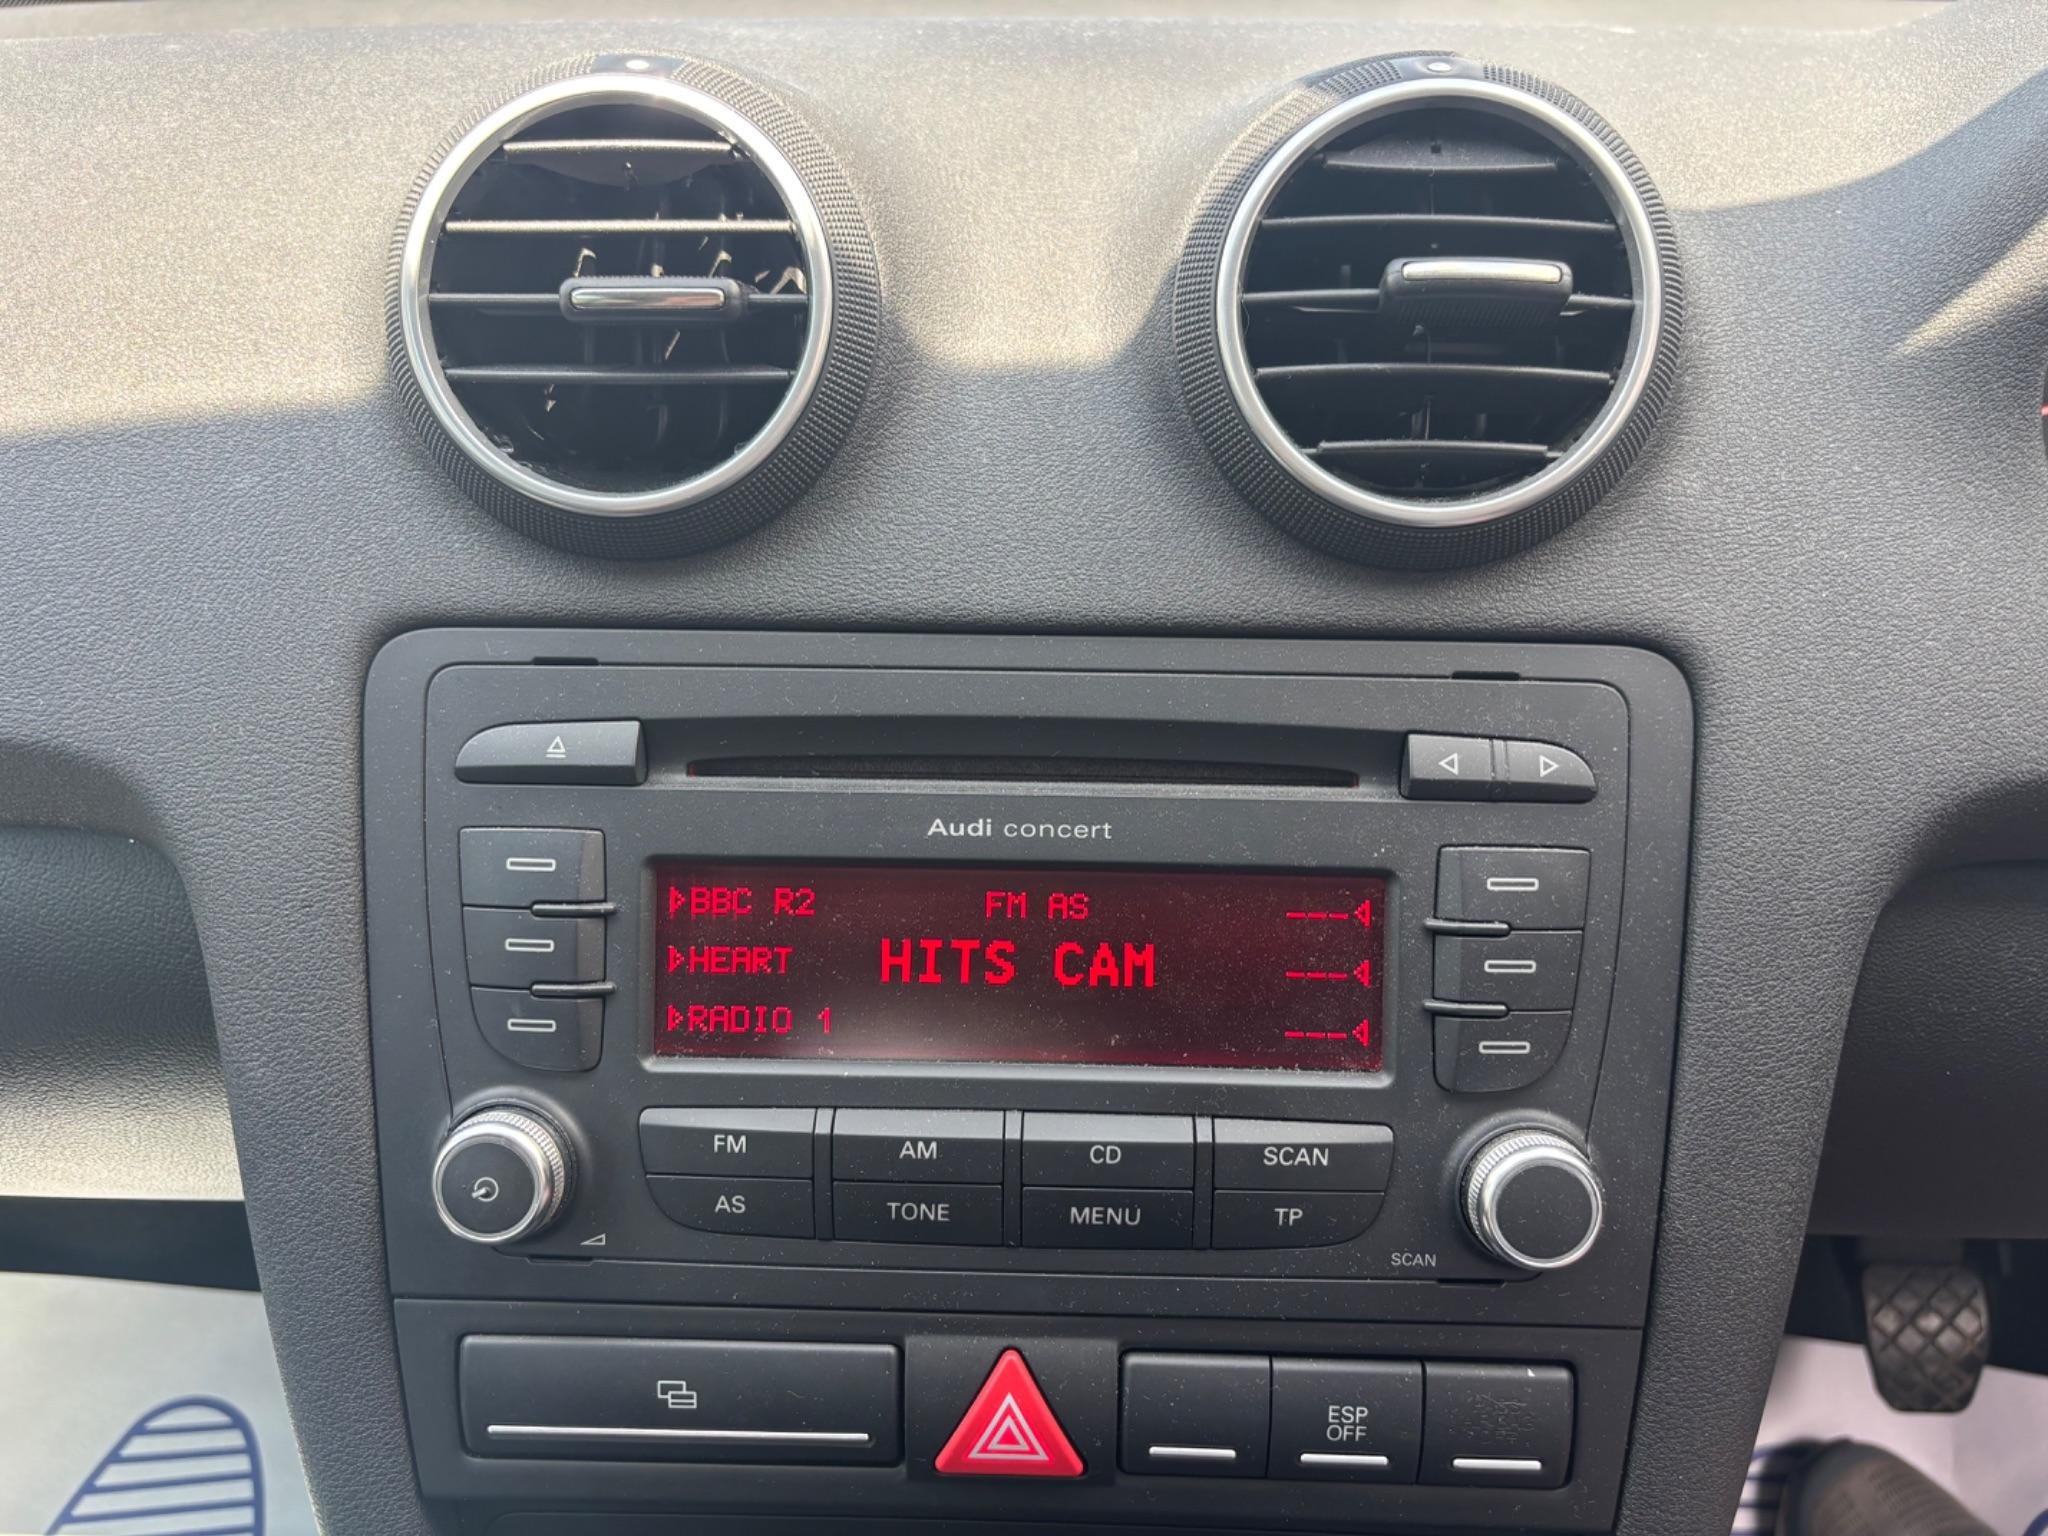 Audi concert
BBC R2 FM AS ---
HEART HITS CAM ---
RADIO 1 ---
FM AM CD SCAN
AS TONE MENU TP
SCAN
ESP
OFF